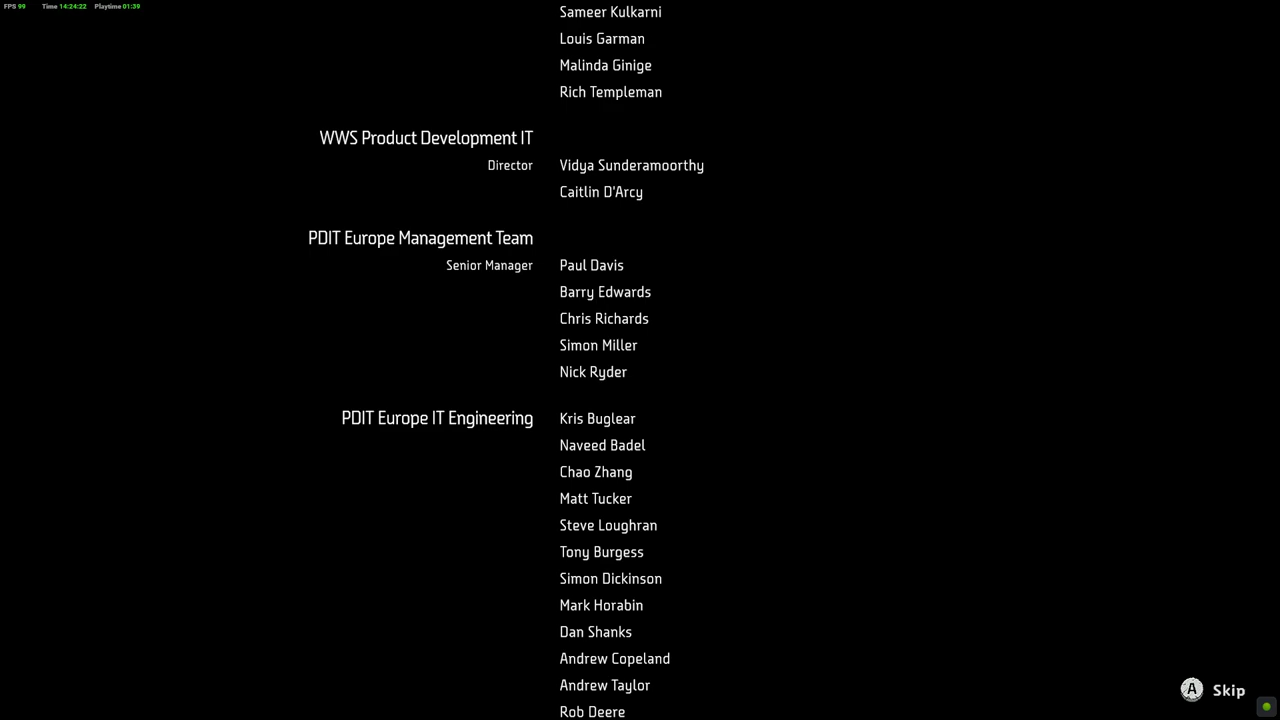 FPS 99 Time 14:24:22 Playtime 01:39
Sameer Kulkarni
Louis Garman
Malinda Ginige
Rich Templeman
WWS Product Development IT
Director Vidya Sunderamoorthy
Caitlin D'Arcy
PDIT Europe Management Team
Senior Manager Paul Davis
Barry Edwards
Chris Richards
Simon Miller
Nick Ryder
PDIT Europe IT Engineering Kris Buglear
Naveed Badel
Chao Zhang
Matt Tucker
Steve Loughran
Tony Burgess
Simon Dickinson
Mark Horabin
Dan Shanks
Andrew Copeland
Andrew Taylor
Rob Deere
A Skip